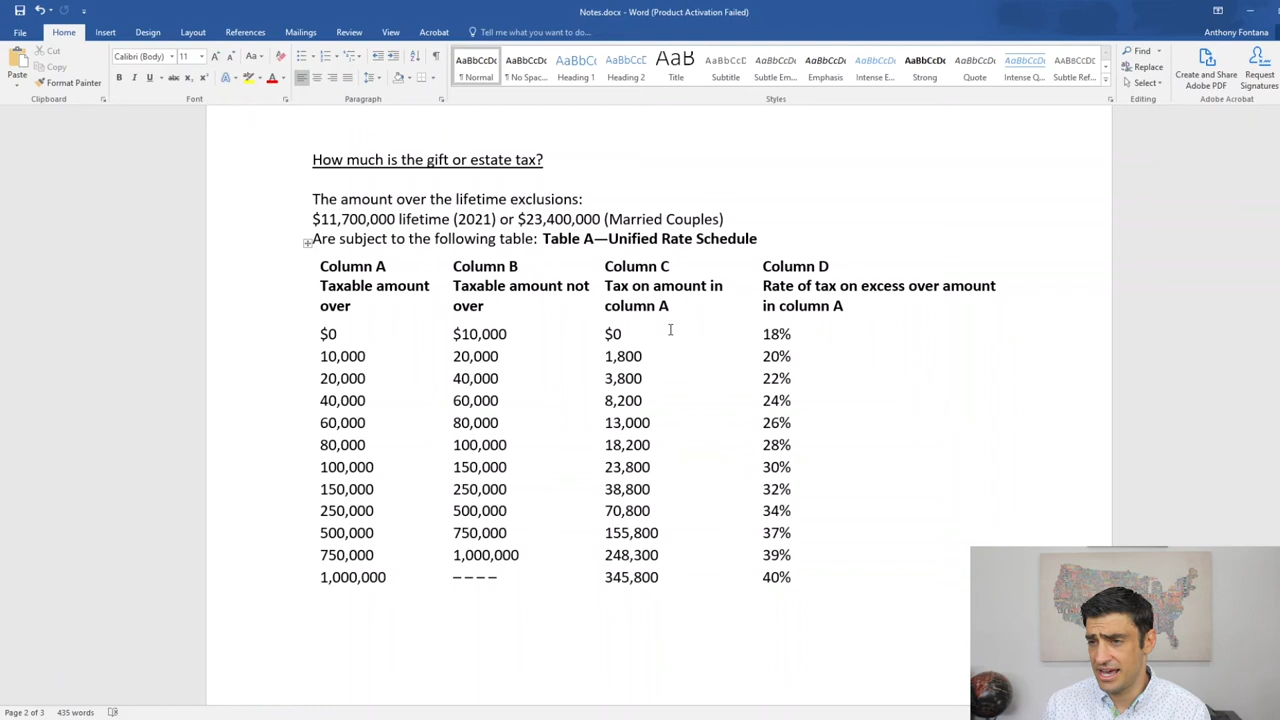 Notes.docx - Word (Product Activation Failed)
File Home Insert Design Layout References Mailings Review View Acrobat Tell me what you want to do... Anthony Fontana
Paste
Cut
Copy
Format Painter
Clipboard
Calibri (Body) 11
Font
Paragraph
AaBbCcDc AaBbCcDc AaBbCc AaBbCcC AaB AaBbCcD AaBbCcDc AaBbCcDc AaBbCcDc AaBbCcDc AaBbCcDc AaBbCcDc AaBbCcDc
¶ Normal ¶ No Spac... Heading 1 Heading 2 Title Subtitle Subtle Em... Emphasis Intense E... Strong Quote Intense Q... Subtle Ref...
Styles
Find
Replace
Select
Editing
Create and Share Adobe PDF
Request Signatures
Adobe Acrobat
How much is the gift or estate tax?
The amount over the lifetime exclusions:
$11,700,000 lifetime (2021) or $23,400,000 (Married Couples)
Are subject to the following table: Table A—Unified Rate Schedule
Column A Column B Column C Column D
Taxable amount Taxable amount not Tax on amount in Rate of tax on excess over amount
over over column A in column A
$0 $10,000 $0 18%
10,000 20,000 1,800 20%
20,000 40,000 3,800 22%
40,000 60,000 8,200 24%
60,000 80,000 13,000 26%
80,000 100,000 18,200 28%
100,000 150,000 23,800 30%
150,000 250,000 38,800 32%
250,000 500,000 70,800 34%
500,000 750,000 155,800 37%
750,000 1,000,000 248,300 39%
1,000,000 – – – – 345,800 40%
Page 2 of 3 435 words